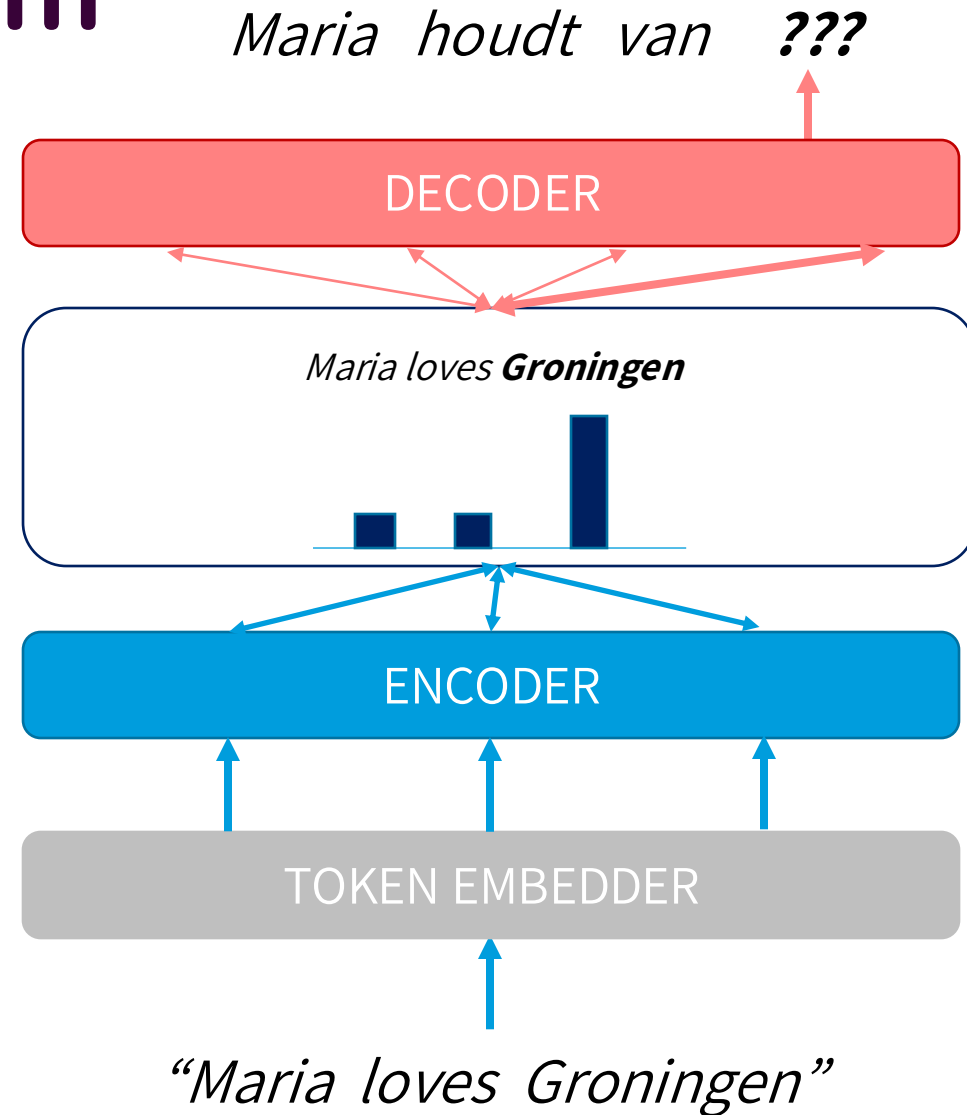 Maria houdt van ???
DECODER
Maria loves Groningen
ENCODER
TOKEN EMBEDDER
“Maria loves Groningen”